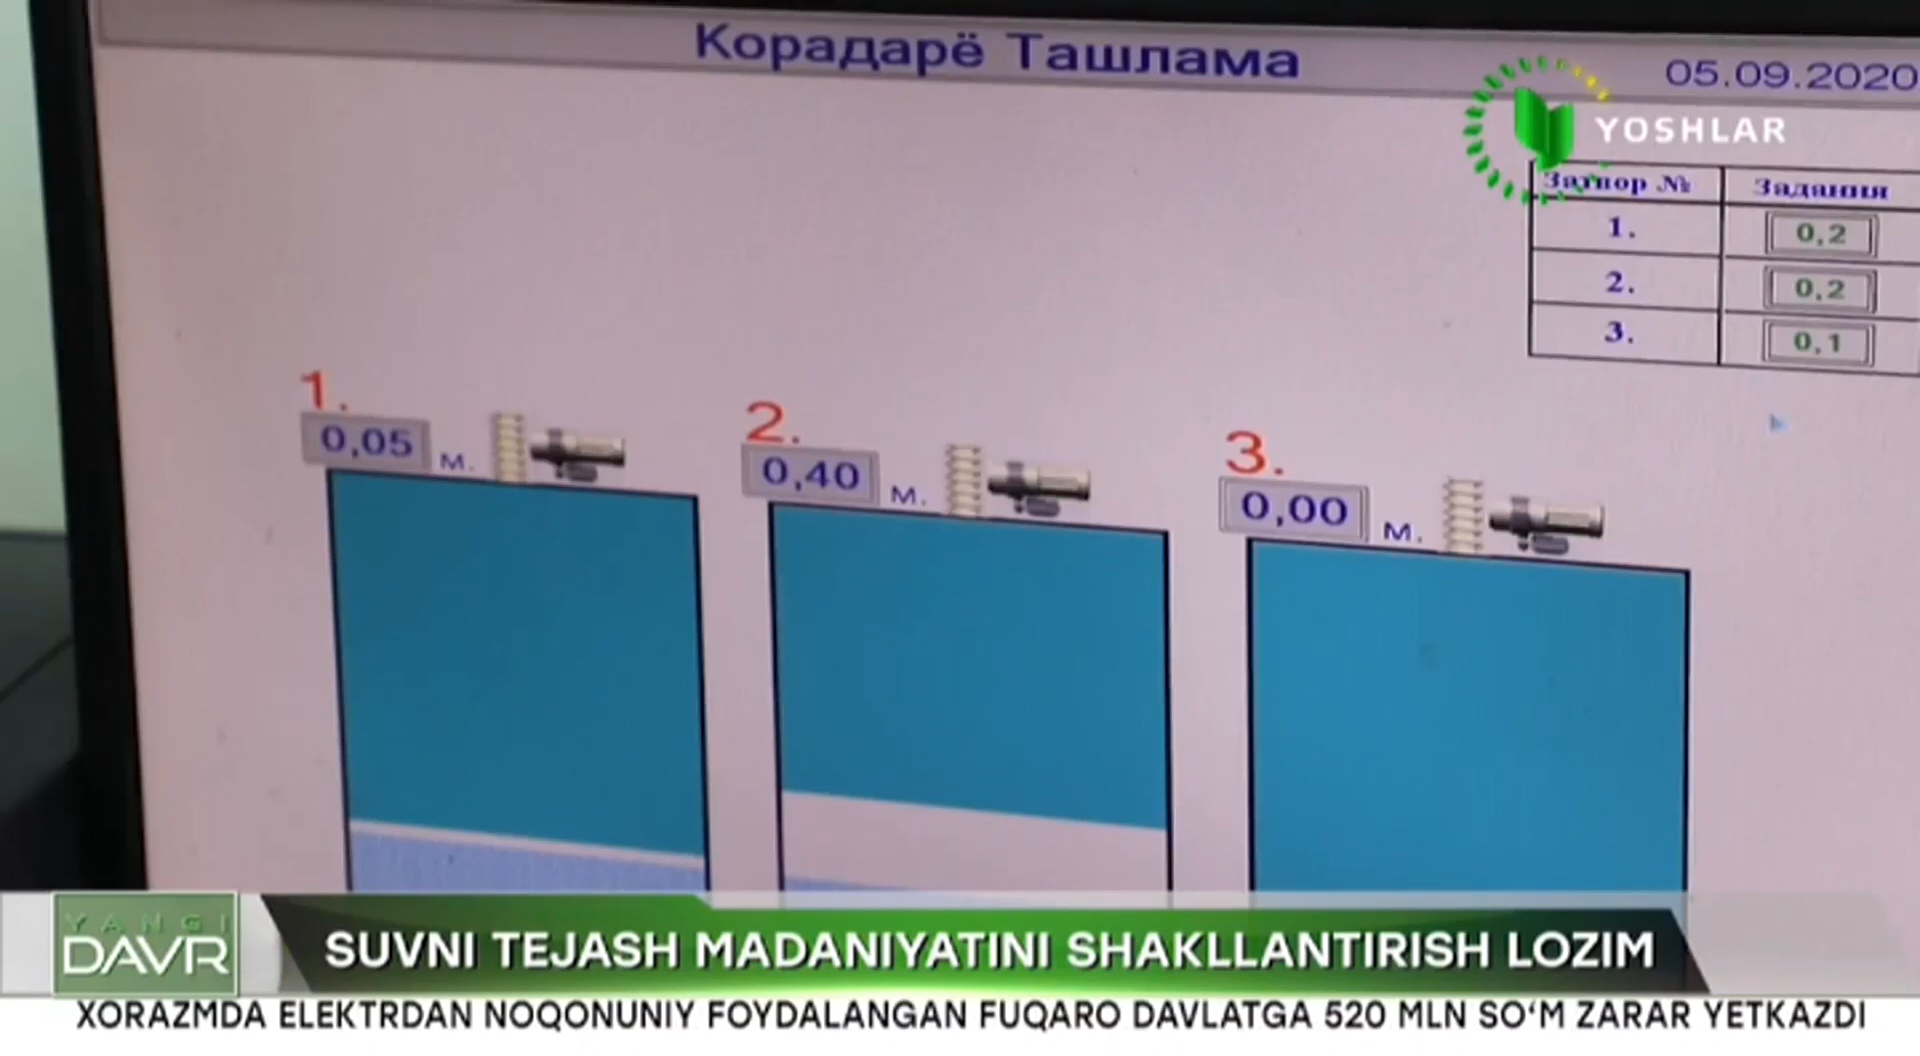 Корадарё Ташлама
05.09.2020
YOSHLAR
Затвор №
Задания
1.
0,2
2.
0,2
3.
0,1
1.
0,05 м.
2.
0,40 м.
3.
0,00 м.
YANGI
DAVR
SUVNI TEJASH MADANIYATINI SHAKLLANTIRISH LOZIM
XORAZMDA ELEKTRDAN NOQONUNIY FOYDALANGAN FUQARO DAVLATGA 520 MLN SO‘M ZARAR YETKAZDI